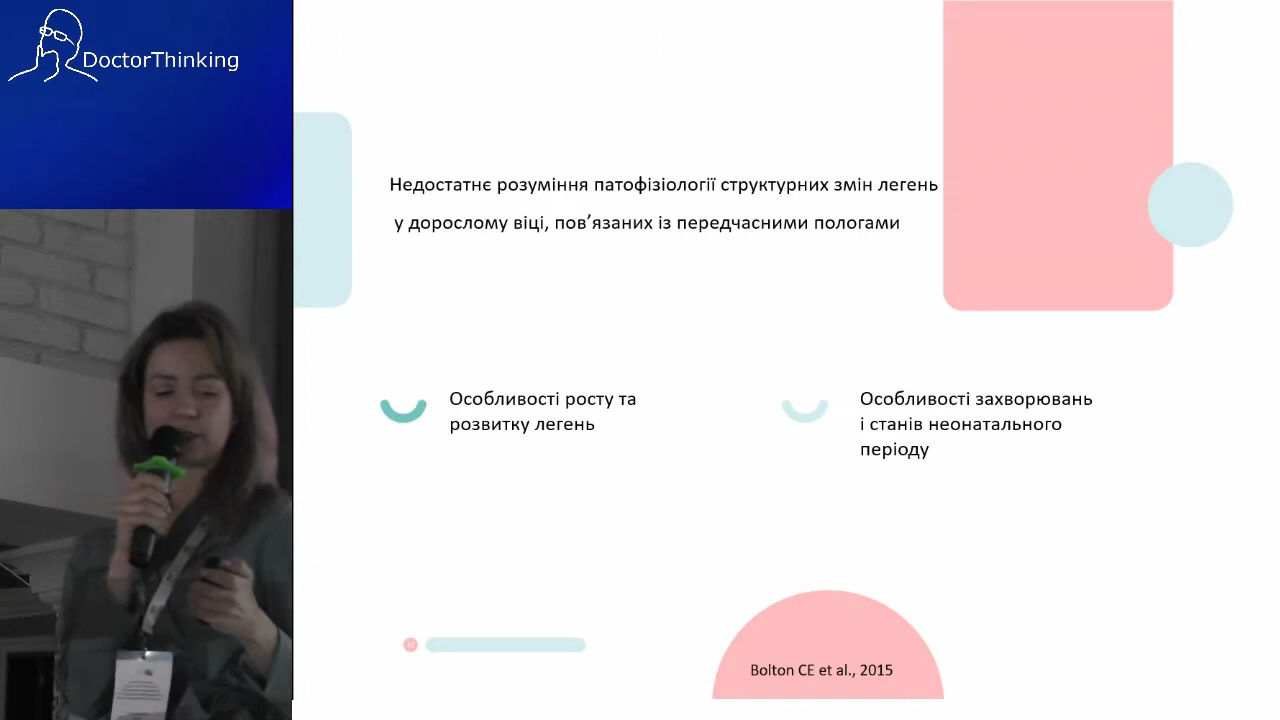 DoctorThinking
Недостатнє розуміння патофізіології структурних змін легень
у дорослому віці, пов’язаних із передчасними пологами
Особливості росту та
розвитку легень
Особливості захворювань
і станів неонатального
періоду
Bolton CE et al., 2015